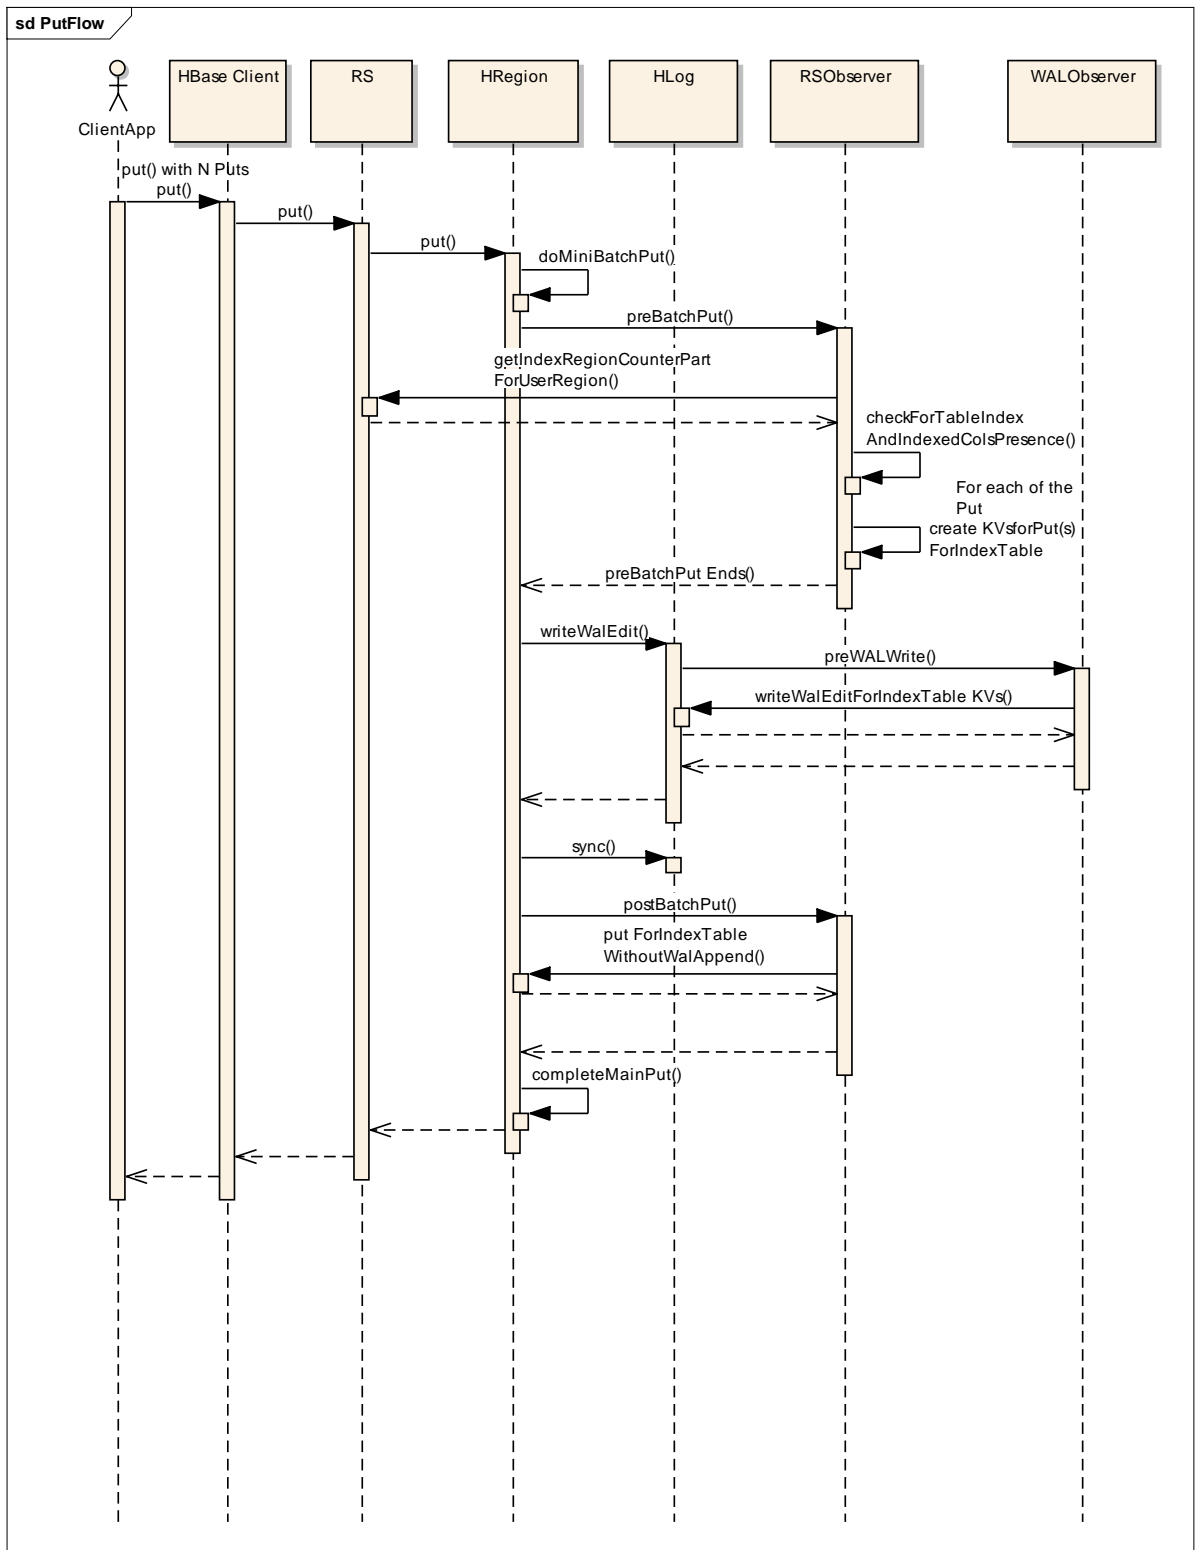 sd PutFlow
HBase Client
RS
HRegion
HLog
RSObserver
WALObserver
ClientApp
put() with N Puts
put()
put()
put()
doMiniBatchPut()
preBatchPut()
getIndexRegionCounterPart
ForUserRegion()
checkForTableIndex
AndIndexedColsPresence()
For each of the
Put
create KVsforPut(s)
ForIndexTable
preBatchPut Ends()
writeWalEdit()
preWALWrite()
writeWalEditForIndexTable KVs()
sync()
postBatchPut()
put ForIndexTable
WithoutWalAppend()
completeMainPut()